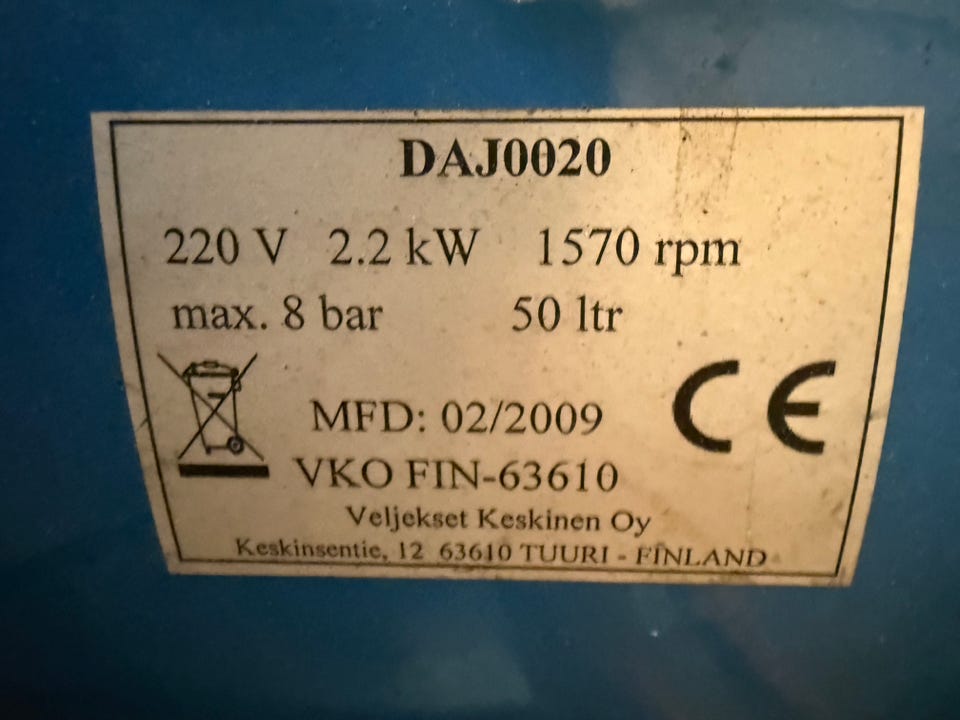 DAJ0020
220 V 2.2 kW 1570 rpm
max. 8 bar 50 ltr
CE
MFD: 02/2009
VKO FIN-63610
Veljekset Keskinen Oy
Keskinsentie, 12 63610 TUURI - FINLAND